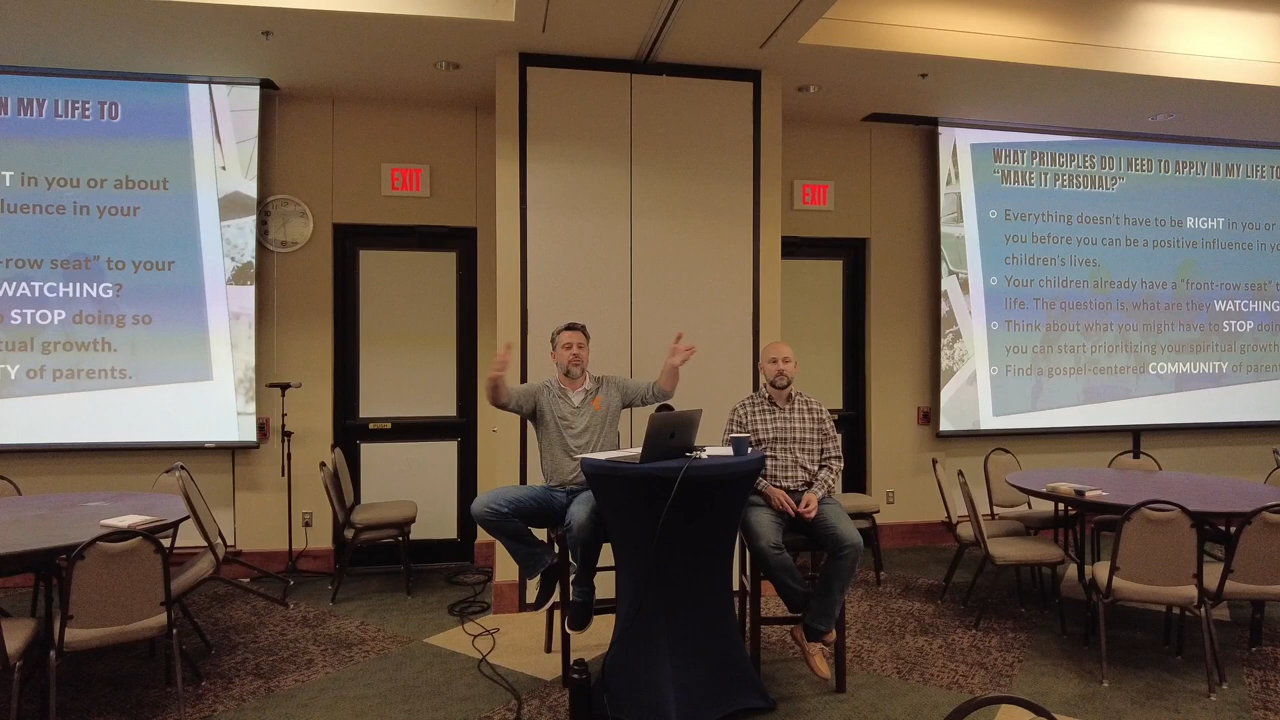 N MY LIFE TO
T in you or about
luence in your
-row seat” to your
WATCHING?
STOP doing so
tual growth.
TY of parents.
EXIT
PUSH
EXIT
WHAT PRINCIPLES DO I NEED TO APPLY IN MY LIFE TO
“MAKE IT PERSONAL?”
Everything doesn’t have to be RIGHT in you or
you before you can be a positive influence in yo
children’s lives.
Your children already have a “front-row seat” t
life. The question is, what are they WATCHING
Think about what you might have to STOP doin
you can start prioritizing your spiritual growth
Find a gospel-centered COMMUNITY of paren